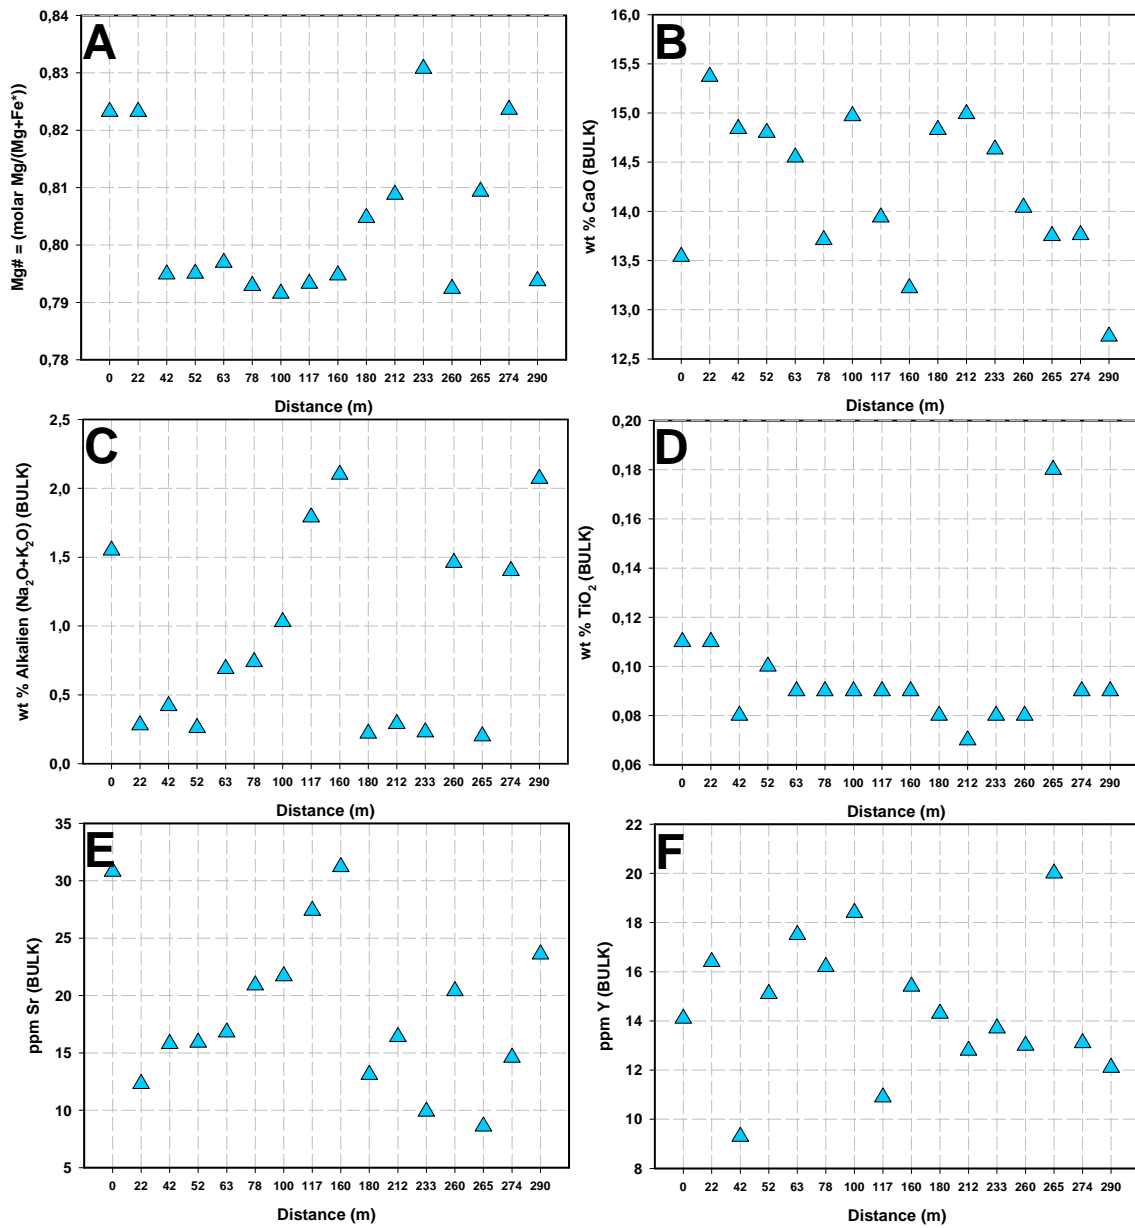 A
Mg# = (molar Mg/(Mg+Fe*))
0,84
0,83
0,82
0,81
0,80
0,79
0,78
0 22 42 52 63 78 100 117 160 180 212 233 260 265 274 290
Distance (m)
B
wt % CaO (BULK)
16,0
15,5
15,0
14,5
14,0
13,5
13,0
12,5
0 22 42 52 63 78 100 117 160 180 212 233 260 265 274 290
Distance (m)
C
wt % Alkalien (Na₂O+K₂O) (BULK)
2,5
2,0
1,5
1,0
0,5
0,0
0 22 42 52 63 78 100 117 160 180 212 233 260 265 274 290
Distance (m)
D
wt % TiO₂ (BULK)
0,20
0,18
0,16
0,14
0,12
0,10
0,08
0,06
0 22 42 52 63 78 100 117 160 180 212 233 260 265 274 290
Distance (m)
E
ppm Sr (BULK)
35
30
25
20
15
10
5
0 22 42 52 63 78 100 117 160 180 212 233 260 265 274 290
Distance (m)
F
ppm Y (BULK)
22
20
18
16
14
12
10
8
0 22 42 52 63 78 100 117 160 180 212 233 260 265 274 290
Distance (m)